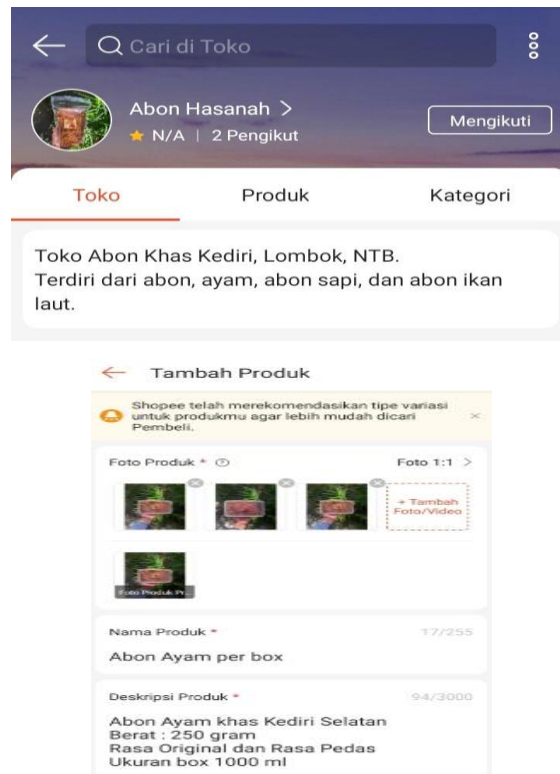 Cari di Toko
Abon Hasanah >
N/A | 2 Pengikut
Mengikuti
Toko
Produk
Kategori
Toko Abon Khas Kediri, Lombok, NTB.
Terdiri dari abon, ayam, abon sapi, dan abon ikan
laut.
Tambah Produk
Shopee telah merekomendasikan tipe variasi
untuk produkmu agar lebih mudah dicari
Pembeli.
Foto Produk *
Foto 1:1 >
+ Tambah
Foto/Video
Foto Produk Pr...
Nama Produk *
17/255
Abon Ayam per box
Deskripsi Produk *
94/3000
Abon Ayam khas Kediri Selatan
Berat : 250 gram
Rasa Original dan Rasa Pedas
Ukuran box 1000 ml